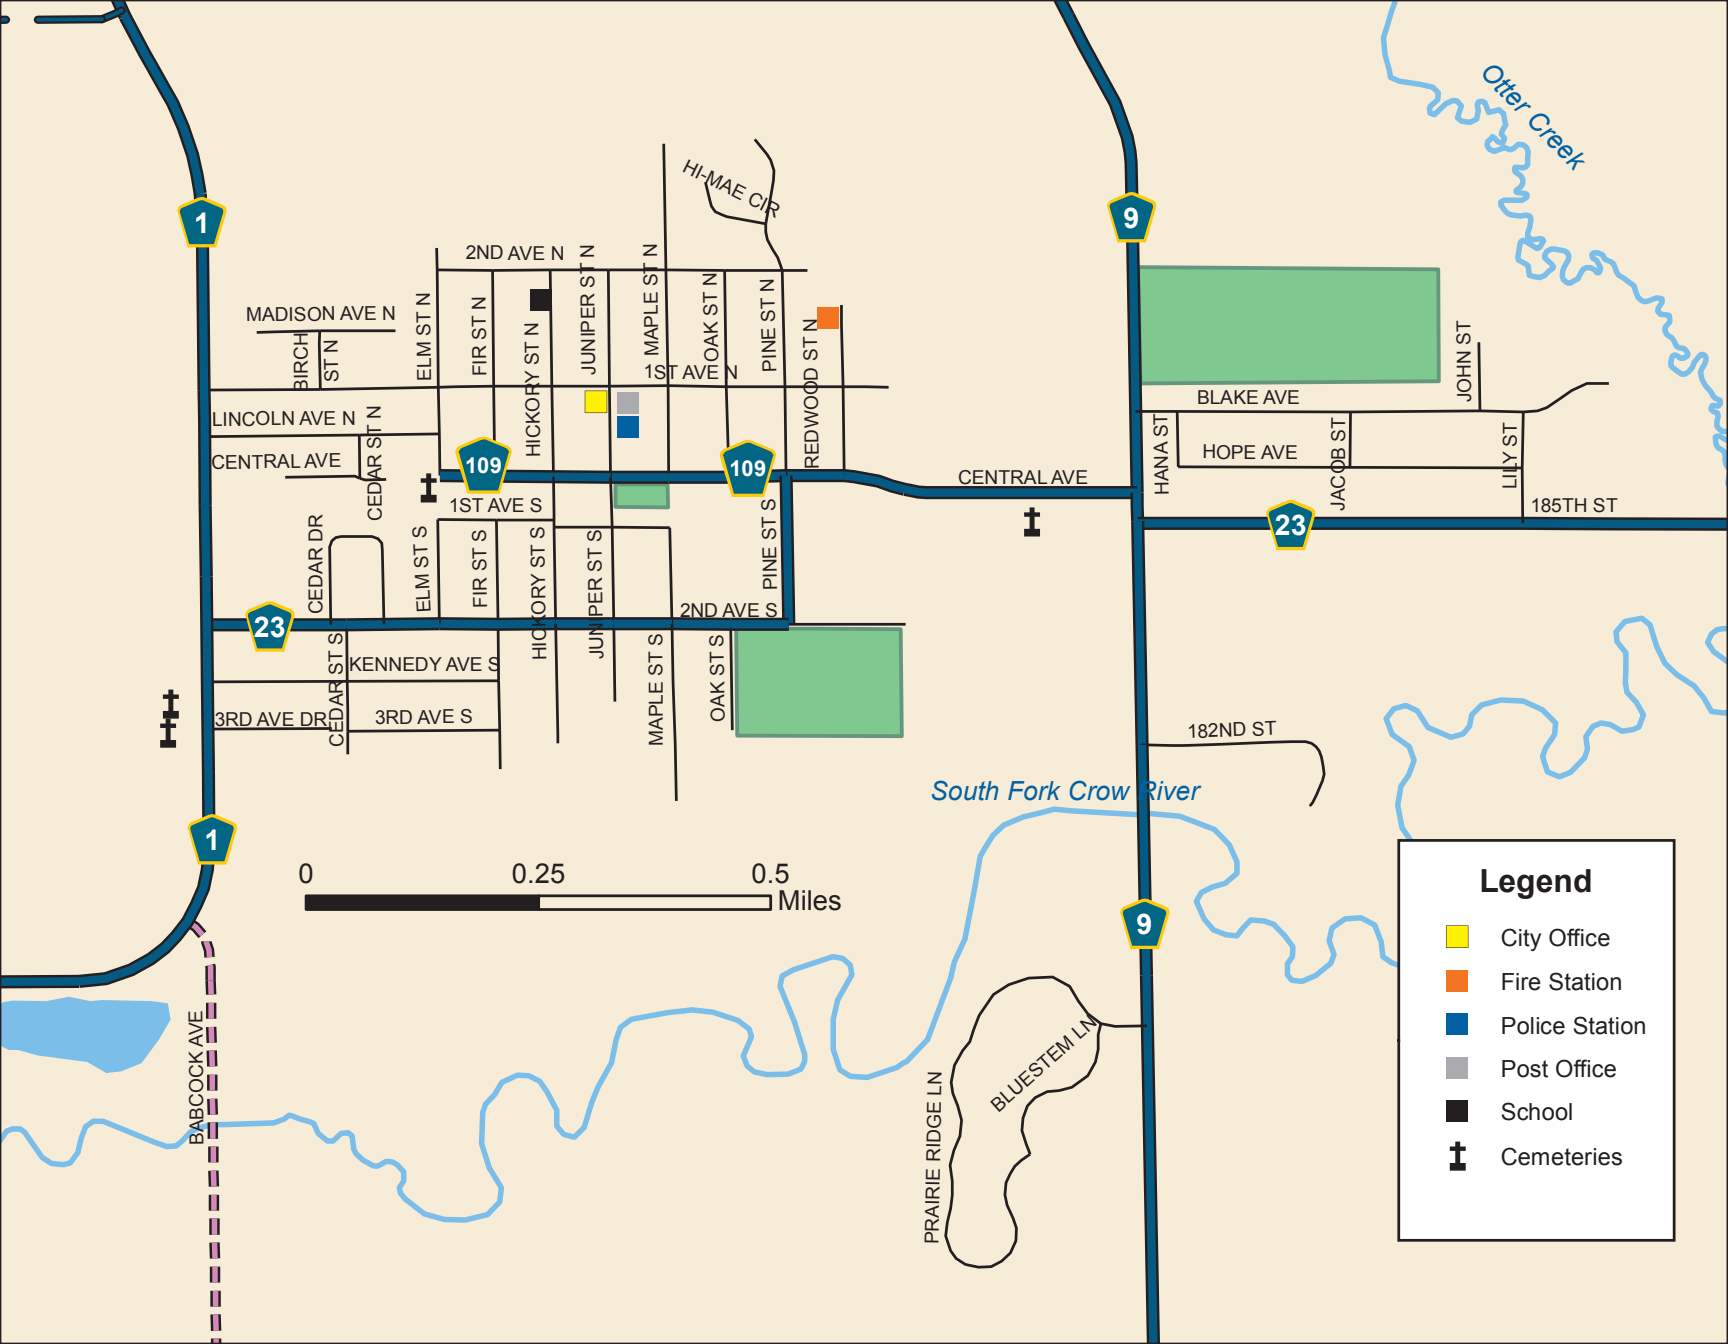 Otter Creek
HI-MAE CIR
1
9
2ND AVE N
JUNIPER ST N
MAPLE ST N
OAK ST N
PINE ST N
ELM ST N
FIR ST N
HICKORY ST N
REDWOOD ST N
MADISON AVE N
BIRCH
ST N
1ST AVE N
JOHN ST
BLAKE AVE
LINCOLN AVE N
CEDAR ST N
CENTRAL AVE
109
109
CENTRAL AVE
HANA ST
HOPE AVE
JACOB ST
LILY ST
1ST AVE S
185TH ST
23
CEDAR DR
ELM ST S
FIR ST S
HICKORY ST S
JUNIPER ST S
PINE ST S
2ND AVE S
23
CEDAR ST S
KENNEDY AVE S
MAPLE ST S
OAK ST S
3RD AVE DR
3RD AVE S
182ND ST
South Fork Crow River
1
0
0.25
0.5
Miles
9
Legend
City Office
Fire Station
Police Station
Post Office
School
Cemeteries
BABCOCK AVE
BLUESTEM LN
PRAIRIE RIDGE LN